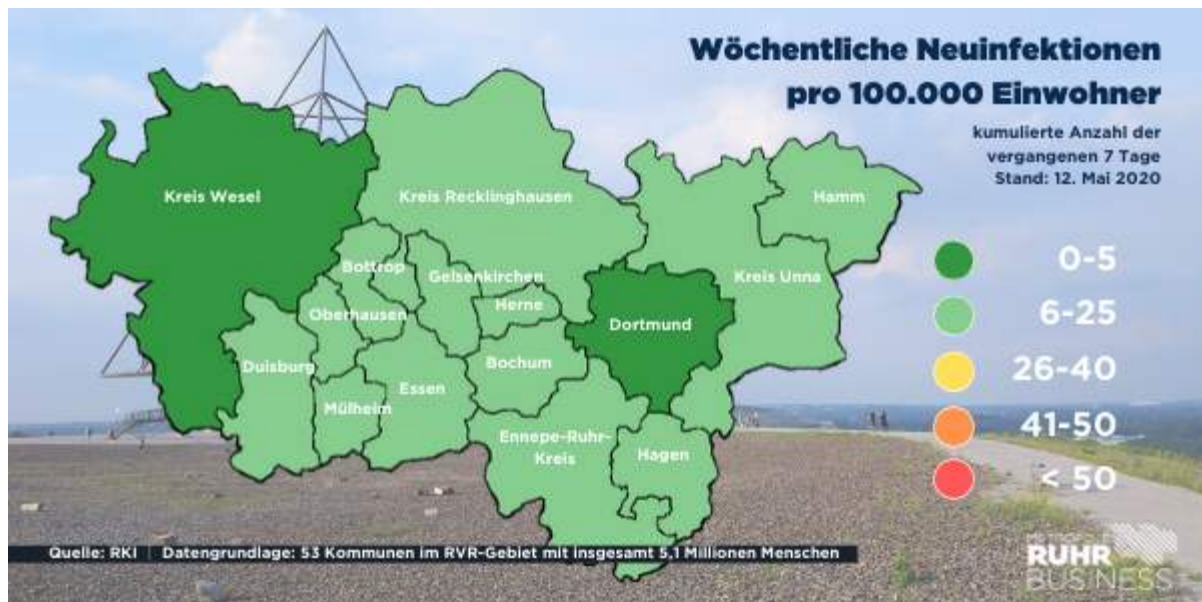 Wöchentliche Neuinfektionen
pro 100.000 Einwohner
kumulierte Anzahl der
vergangenen 7 Tage
Stand: 12. Mai 2020
Kreis Wesel
Kreis Recklinghausen
Hamm
Bottrop
Gelsenkirchen
Kreis Unna
Oberhausen
Herne
Dortmund
Duisburg
Bochum
Essen
Mülheim
Ennepe-Ruhr-
Kreis
Hagen
0-5
6-25
26-40
41-50
< 50
Quelle: RKI | Datengrundlage: 53 Kommunen im RVR-Gebiet mit insgesamt 5,1 Millionen Menschen
RUHR
BUSINESS